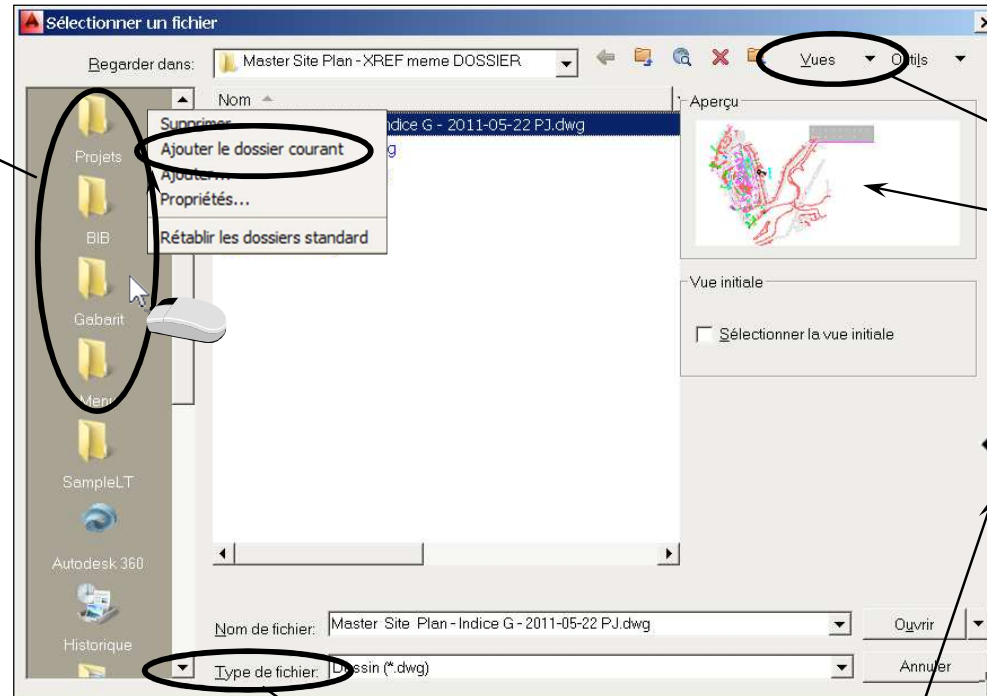 Sélectionner un fichier
Regarder dans: Master Site Plan - XREF meme DOSSIER Vues Outils
Nom Aperçu
Supprimer
ndice G - 2011-05-22 PJ.dwg
Ajouter le dossier courant
g
Ajouter...
Propriétés...
Rétablir les dossiers standard
Projets
BIB
Gabarit
Menu
SampleLT
Autodesk 360
Historique
Vue initiale
Sélectionner la vue initiale
Nom de fichier: Master Site Plan - Indice G - 2011-05-22 PJ.dwg Ouvrir
Type de fichier: Dessin (*.dwg) Annuler